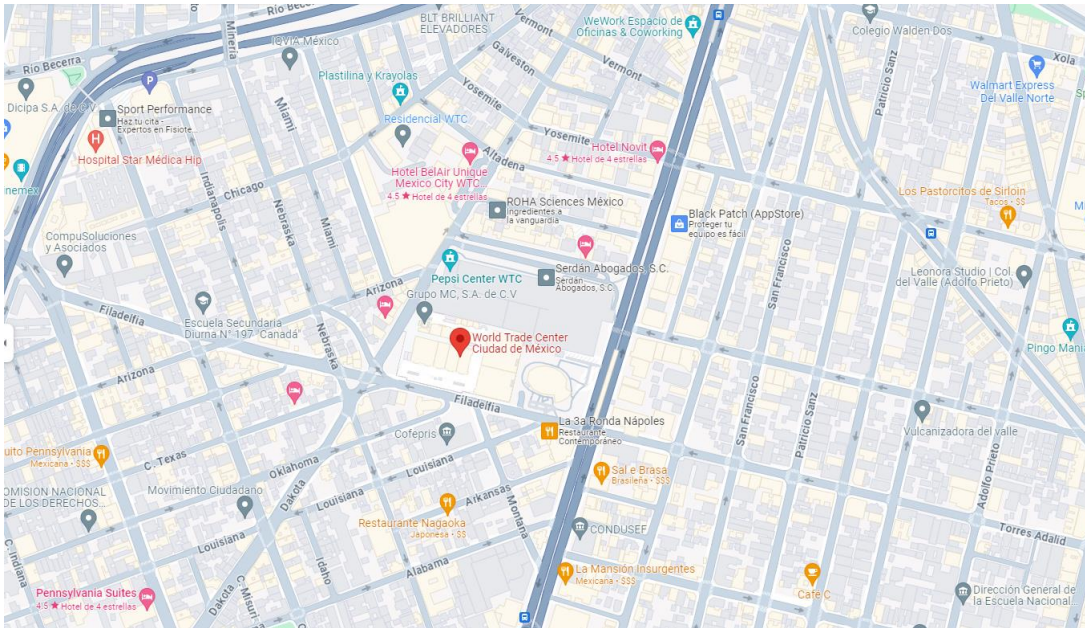 Rio Becerra
BLT BRILLIANT
ELEVADORES
WeWork Espacio de
Oficinas & Coworking
Vermont
Colegio Walden Dos
Minería
IQVIA México
Galveston
Vermont
Xola
Rio Becerra
Plastilina y Krayolas
Yosemite
Patricio Sanz
Walmart Express
Del Valle Norte
P
Dicipa S.A. de C.V.
Sport Performance
Haz tu cita -
Expertos en Fisiote...
Miami
Residencial WTC
Yosemite
H
Hospital Star Médica Hip
Altadena
Hotel Novit
4.5 ★ Hotel de 4 estrellas
Hotel BelAir Unique
Mexico City WTC...
4.5 ★ Hotel de 4 estrellas
Indianapolis
Chicago
Nebraska
Miami
ROHA Sciences México
Ingredientes a
la vanguardia
Los Pastorcitos de Sirloin
Tacos • $$
Black Patch (AppStore)
Proteger tu
equipo es fácil
CompuSoluciones
y Asociados
Pepsi Center WTC
Serdán Abogados, S.C.
Serdán
Abogados, S.C.
San Francisco
Leonora Studio | Col.
del Valle (Adolfo Prieto)
Arizona
Grupo MC, S.A. de C.V
Filadelfia
Escuela Secundaria
Diurna N° 197 "Canadá"
Nebraska
World Trade Center
Ciudad de México
Pingo Mani
Arizona
Filadelfia
San Francisco
Patricio Sanz
La 3a Ronda Nápoles
Restaurante
Contemporáneo
Cofepris
Vulcanizadora del valle
uito Pennsylvania
Mexicana • $$$
C. Texas
Oklahoma
Louisiana
Sal e Brasa
Brasileña • $$$
Adolfo Prieto
OMISION NACIONAL
DE LOS DERECHOS...
Movimiento Ciudadano
Dakota
Louisiana
Arkansas
Montana
Restaurante Nagaoka
Japonesa • $$
CONDUSEF
Torres Adalid
Louisiana
C. Indiana
Idaho
Alabama
La Mansión Insurgentes
Mexicana • $$$
Cafe C
Pennsylvania Suites
4.5 ★ Hotel de 4 estrellas
Dakota
C. Misuri
Dirección General de
la Escuela Nacional...